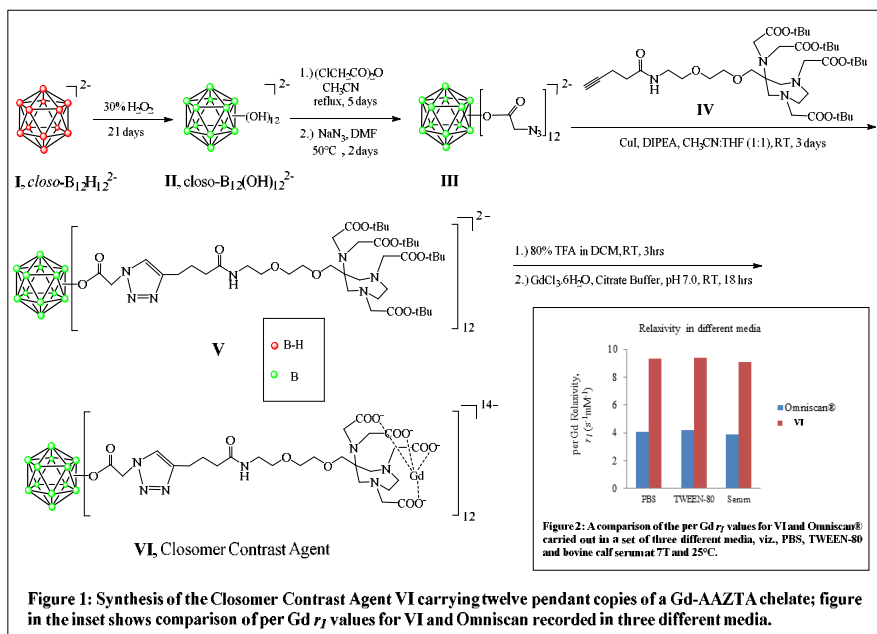 I, closo-B12H12 2-
2-
30% H2O2
21 days
2-
(OH)12
II, closo-B12(OH)12 2-
1.) (ClCH2CO)2O
CH3CN
reflux, 5 days
2.) NaN3, DMF
50°C , 2 days
2-
O
O
N3
12
III
O
N
H
O
O
N
N
N
COO-tBu
COO-tBu
COO-tBu
COO-tBu
IV
CuI, DIPEA, CH3CN:THF (1:1), RT, 3 days
2-
O
O
N
N=N
O
N
H
O
O
N
N
N
COO-tBu
COO-tBu
COO-tBu
COO-tBu
12
V
1.) 80% TFA in DCM, RT, 3hrs
2.) GdCl3.6H2O, Citrate Buffer, pH 7.0, RT, 18 hrs
B-H
B
14-
O
O
N
N=N
O
N
H
O
O
N
N
N
COO-
COO-
COO-
COO-
Gd
12
VI, Closomer Contrast Agent
Relaxivity in different media
per Gd Relaxivity,
r1 (s-1mM-1)
10
8
6
4
2
0
PBS TWEEN-80 Serum
Omniscan®
VI
Figure 2: A comparison of the per Gd r1 values for VI and Omniscan®
carried out in a set of three different media, viz., PBS, TWEEN-80
and bovine calf serum at 7T and 25°C.
Figure 1: Synthesis of the Closomer Contrast Agent VI carrying twelve pendant copies of a Gd-AAZTA chelate; figure
in the inset shows comparison of per Gd r1 values for VI and Omniscan recorded in three different media.